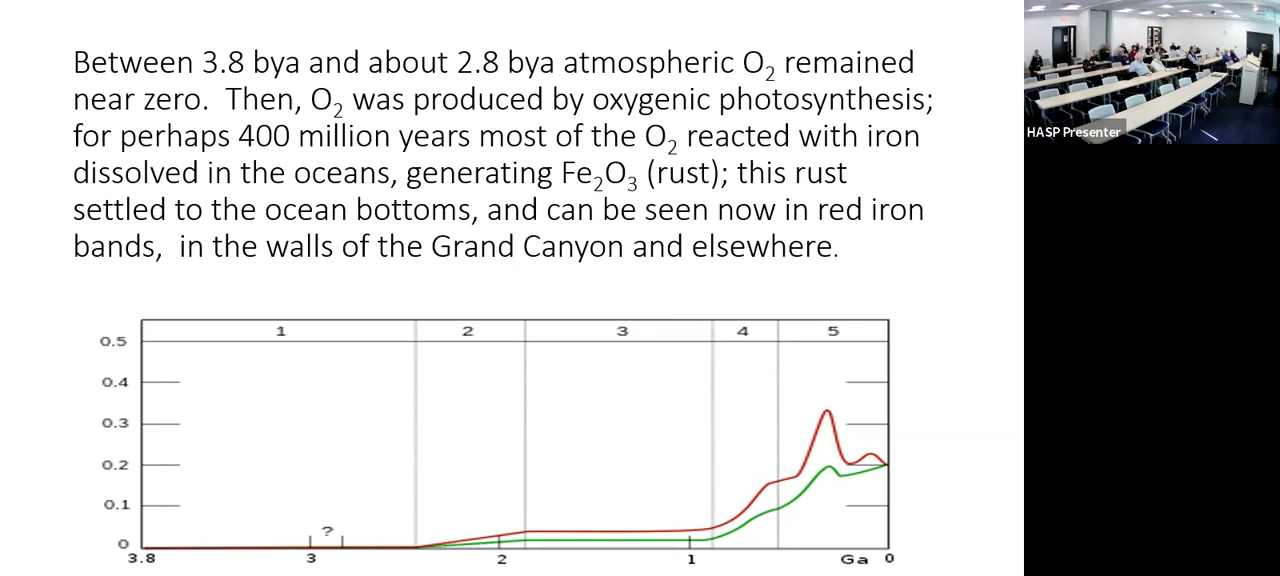 Between 3.8 bya and about 2.8 bya atmospheric O₂ remained
near zero.  Then, O₂ was produced by oxygenic photosynthesis;
for perhaps 400 million years most of the O₂ reacted with iron
dissolved in the oceans, generating Fe₂O₃ (rust); this rust
settled to the ocean bottoms, and can be seen now in red iron
bands,  in the walls of the Grand Canyon and elsewhere.
HASP Presenter
1 2 3 4 5
0.5
0.4
0.3
0.2
0.1
?
0
3.8 3 2 1 Ga 0